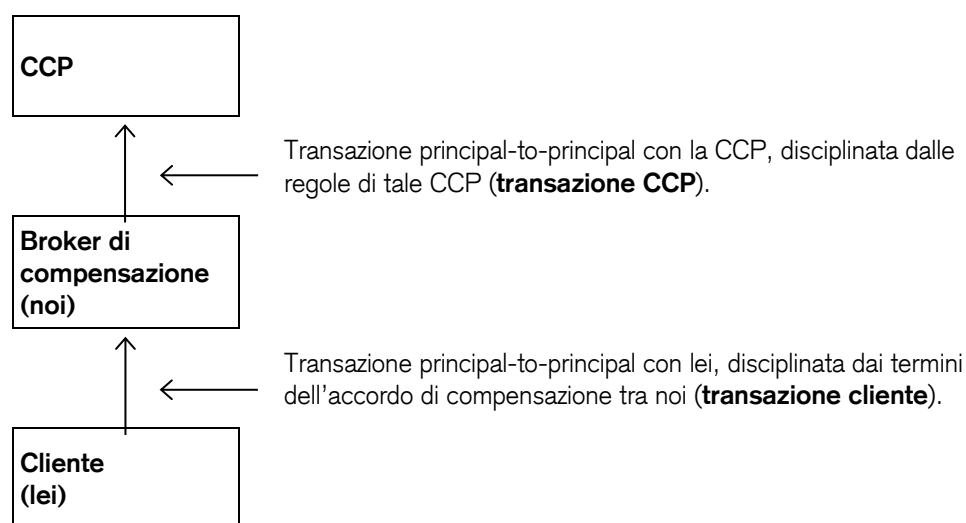 CCP
Transazione principal-to-principal con la CCP, disciplinata dalle
regole di tale CCP (transazione CCP).
Broker di
compensazione
(noi)
Transazione principal-to-principal con lei, disciplinata dai termini
dell'accordo di compensazione tra noi (transazione cliente).
Cliente
(lei)